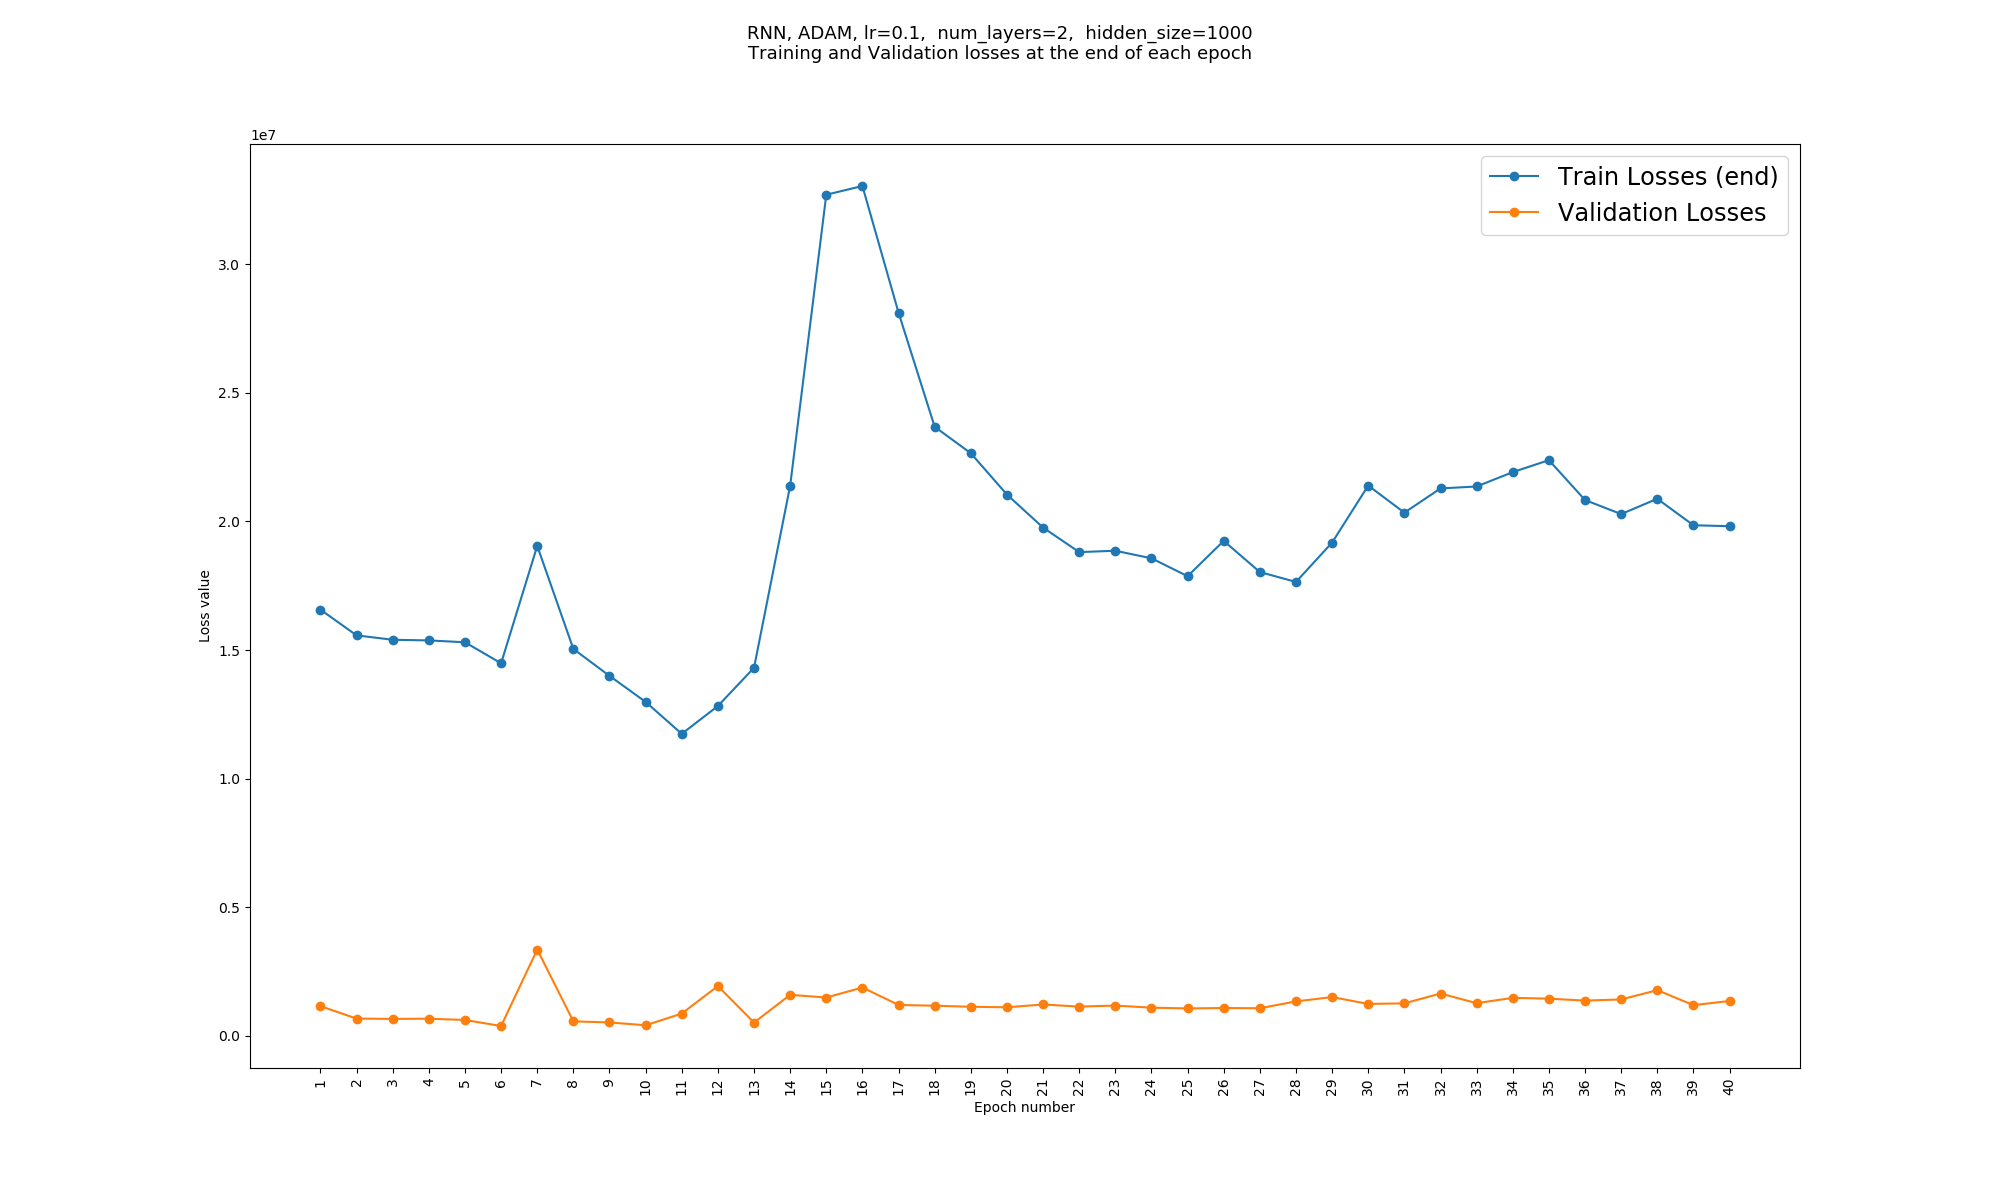 RNN, ADAM, lr=0.1,  num_layers=2,  hidden_size=1000
Training and Validation losses at the end of each epoch
1e7
Train Losses (end)
Validation Losses
3.0
2.5
2.0
1.5
1.0
0.5
0.0
Loss value
1 2 3 4 5 6 7 8 9 10 11 12 13 14 15 16 17 18 19 20 21 22 23 24 25 26 27 28 29 30 31 32 33 34 35 36 37 38 39 40
Epoch number